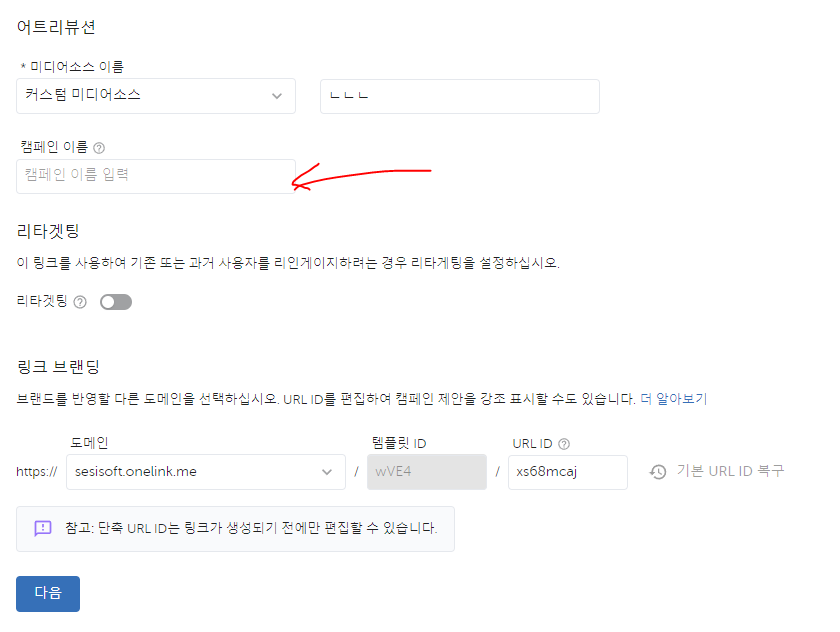 어트리뷰션
* 미디어소스 이름
커스텀 미디어소스 ㄴㄴㄴ
캠페인 이름 ?
캠페인 이름 입력
리타겟팅
이 링크를 사용하여 기존 또는 과거 사용자를 리인게이지하려는 경우 리타게팅을 설정하십시오.
리타겟팅 ?
링크 브랜딩
브랜드를 반영할 다른 도메인을 선택하십시오. URL ID를 편집하여 캠페인 제안을 강조 표시할 수도 있습니다. 더 알아보기
도메인 템플릿 ID URL ID ?
https:// sesisoft.onelink.me / wVE4 / xs68mcaj 기본 URL ID 복구
참고: 단축 URL ID는 링크가 생성되기 전에만 편집할 수 있습니다.
다음